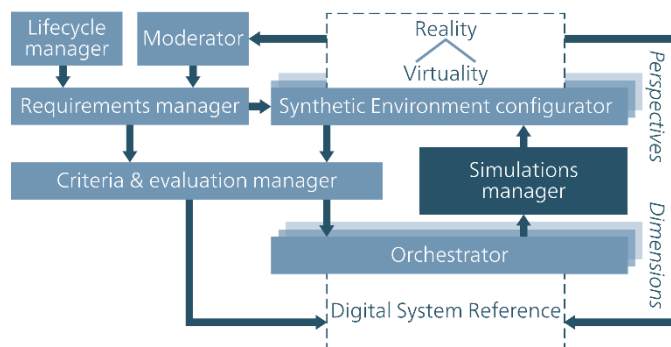 Lifecycle
manager
Moderator
Reality
Virtuality
Requirements manager
Synthetic Environment configurator
Perspectives
Criteria & evaluation manager
Simulations
manager
Dimensions
Orchestrator
Digital System Reference